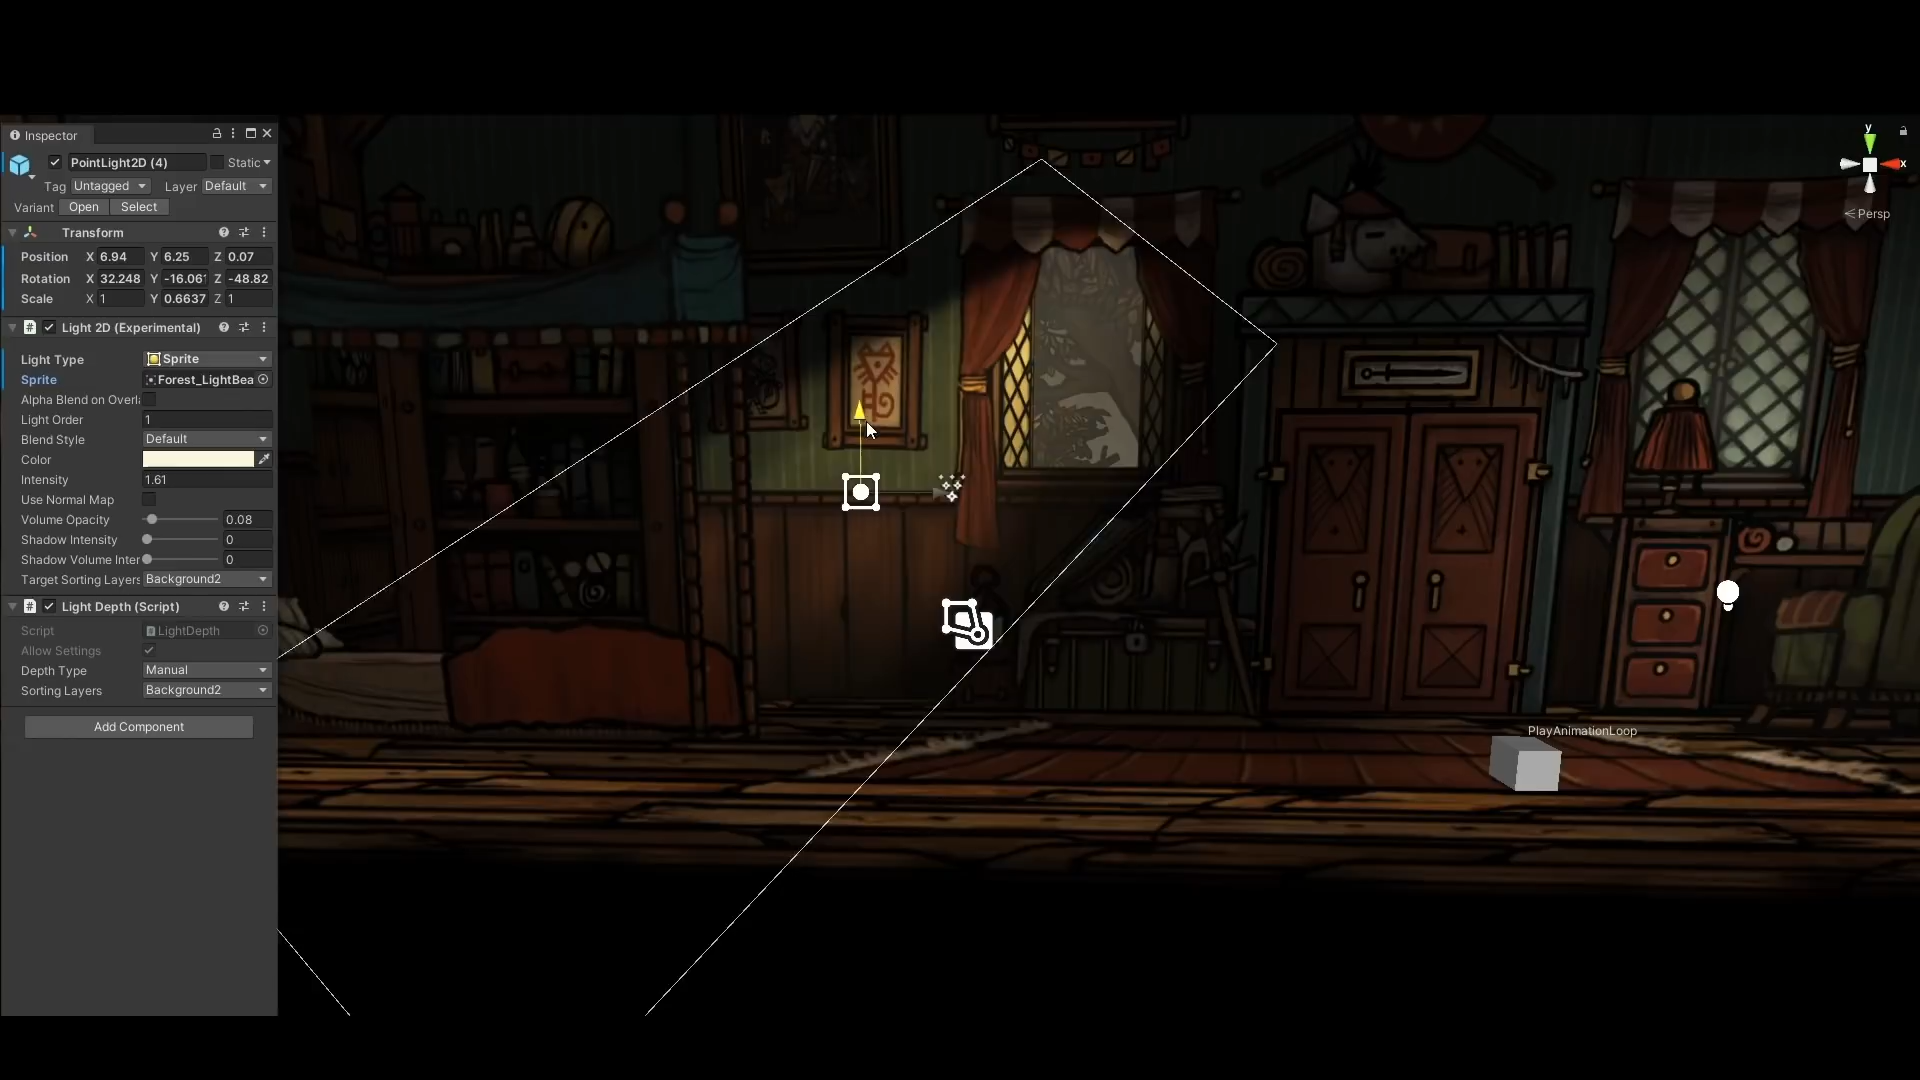 Inspector
PointLight2D (4) Static
Tag Untagged Layer Default
Variant Open Select
Transform
Position X 6.94 Y 6.25 Z 0.07
Rotation X 32.248 Y -16.06 Z -48.82
Scale X 1 Y 0.6637 Z 1
Light 2D (Experimental)
Light Type Sprite
Sprite Forest_LightBea
Alpha Blend on Overl
Light Order 1
Blend Style Default
Color
Intensity 1.61
Use Normal Map
Volume Opacity 0.08
Shadow Intensity 0
Shadow Volume Inter 0
Target Sorting Layers Background2
Light Depth (Script)
Script LightDepth
Allow Settings
Depth Type Manual
Sorting Layers Background2
Add Component
y
x
Persp
PlayAnimationLoop